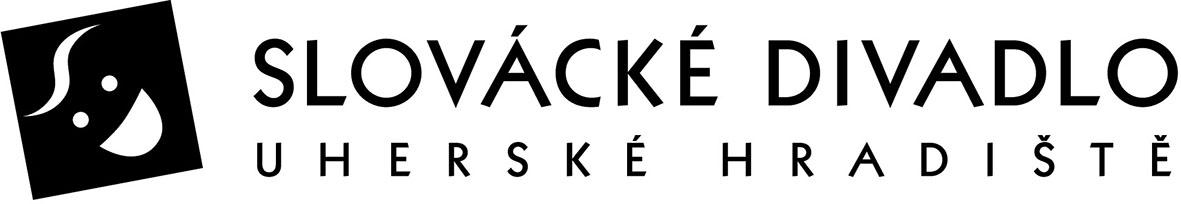 SLOVÁCKÉ DIVADLO
UHERSKÉ HRADIŠTĚ